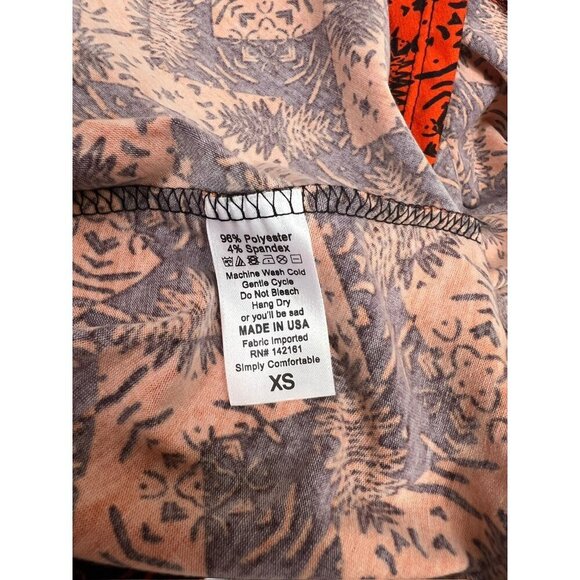 96% Polyester
4% Spandex
Machine Wash Cold
Gentle Cycle
Do Not Bleach
Hang Dry
or you'll be sad
MADE IN USA
Fabric Imported
RN# 142161
Simply Comfortable
XS